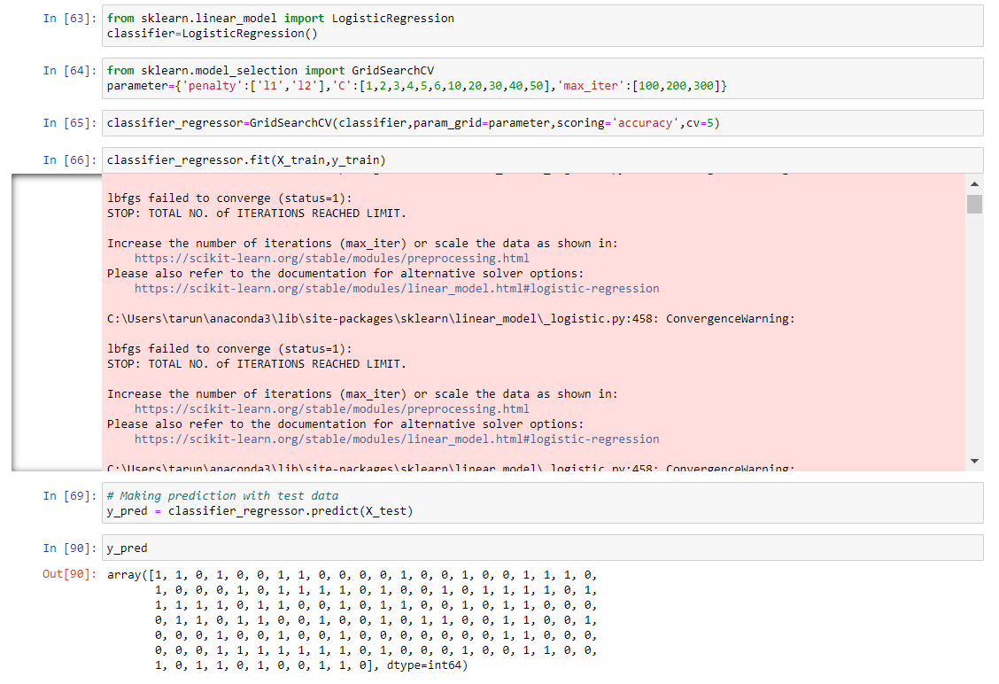 In [63]: from sklearn.linear_model import LogisticRegression
classifier=LogisticRegression()
In [64]: from sklearn.model_selection import GridSearchCV
parameter={'penalty':['l1','l2'],'C':[1,2,3,4,5,6,10,20,30,40,50],'max_iter':[100,200,300]}
In [65]: classifier_regressor=GridSearchCV(classifier,param_grid=parameter,scoring='accuracy',cv=5)
In [66]: classifier_regressor.fit(X_train,y_train)
lbfgs failed to converge (status=1):
STOP: TOTAL NO. of ITERATIONS REACHED LIMIT.
Increase the number of iterations (max_iter) or scale the data as shown in:
https://scikit-learn.org/stable/modules/preprocessing.html
Please also refer to the documentation for alternative solver options:
https://scikit-learn.org/stable/modules/linear_model.html#logistic-regression
C:\Users\tarun\anaconda3\lib\site-packages\sklearn\linear_model\_logistic.py:458: ConvergenceWarning:
lbfgs failed to converge (status=1):
STOP: TOTAL NO. of ITERATIONS REACHED LIMIT.
Increase the number of iterations (max_iter) or scale the data as shown in:
https://scikit-learn.org/stable/modules/preprocessing.html
Please also refer to the documentation for alternative solver options:
https://scikit-learn.org/stable/modules/linear_model.html#logistic-regression
C:\Users\tarun\anaconda3\lib\site-packages\sklearn\linear_model\_logistic.py:458: ConvergenceWarning:
In [69]: # Making prediction with test data
y_pred = classifier_regressor.predict(X_test)
In [90]: y_pred
Out[90]: array([1, 1, 0, 1, 0, 0, 1, 1, 0, 0, 0, 0, 1, 0, 0, 1, 0, 0, 1, 1, 1, 0,
1, 0, 0, 0, 1, 0, 1, 1, 1, 1, 0, 1, 0, 0, 1, 0, 1, 1, 1, 1, 0, 1,
1, 1, 1, 1, 0, 1, 1, 0, 0, 1, 0, 1, 1, 0, 0, 1, 0, 1, 1, 0, 0, 0,
0, 1, 1, 0, 1, 1, 0, 0, 1, 0, 0, 1, 0, 1, 1, 0, 0, 1, 1, 0, 0, 1,
0, 0, 0, 1, 0, 0, 1, 0, 0, 1, 0, 0, 0, 0, 0, 0, 0, 1, 1, 0, 0, 0,
0, 0, 0, 1, 1, 1, 1, 1, 1, 1, 0, 1, 0, 0, 0, 1, 0, 0, 1, 1, 0, 0,
1, 0, 1, 1, 0, 1, 0, 0, 1, 1, 0], dtype=int64)